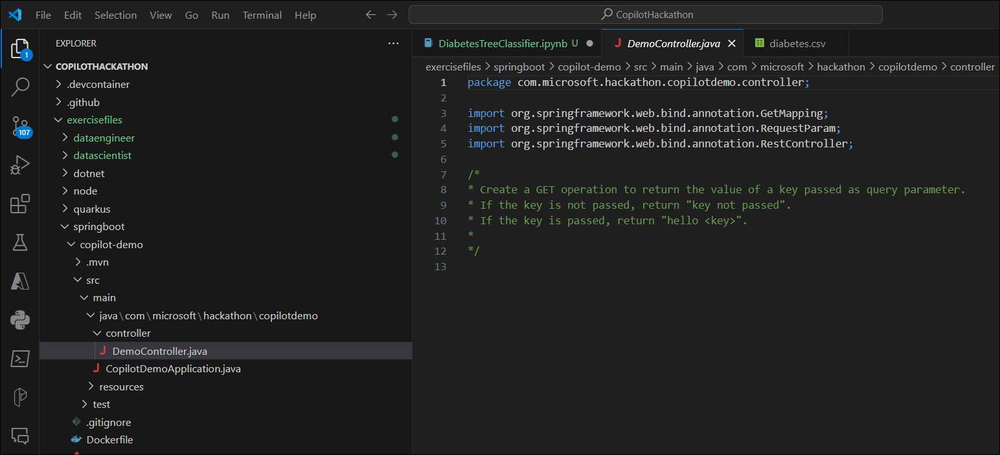 File Edit Selection View Go Run Terminal Help CopilotHackathon
EXPLORER ...
1
107
COPILOTHACKATHON
.devcontainer
.github
exercisefiles
dataengineer
datascientist
dotnet
node
quarkus
springboot
copilot-demo
.mvn
src
main
java\com\microsoft\hackathon\copilotdemo
controller
DemoController.java
CopilotDemoApplication.java
resources
test
.gitignore
Dockerfile
DiabetesTreeClassifier.ipynb U DemoController.java diabetes.csv
exercisefiles > springboot > copilot-demo > src > main > java > com > microsoft > hackathon > copilotdemo > controller
1 package com.microsoft.hackathon.copilotdemo.controller;
2
3 import org.springframework.web.bind.annotation.GetMapping;
4 import org.springframework.web.bind.annotation.RequestParam;
5 import org.springframework.web.bind.annotation.RestController;
6
7 /*
8 * Create a GET operation to return the value of a key passed as query parameter.
9 * If the key is not passed, return "key not passed".
10 * If the key is passed, return "hello <key>".
11 *
12 */
13